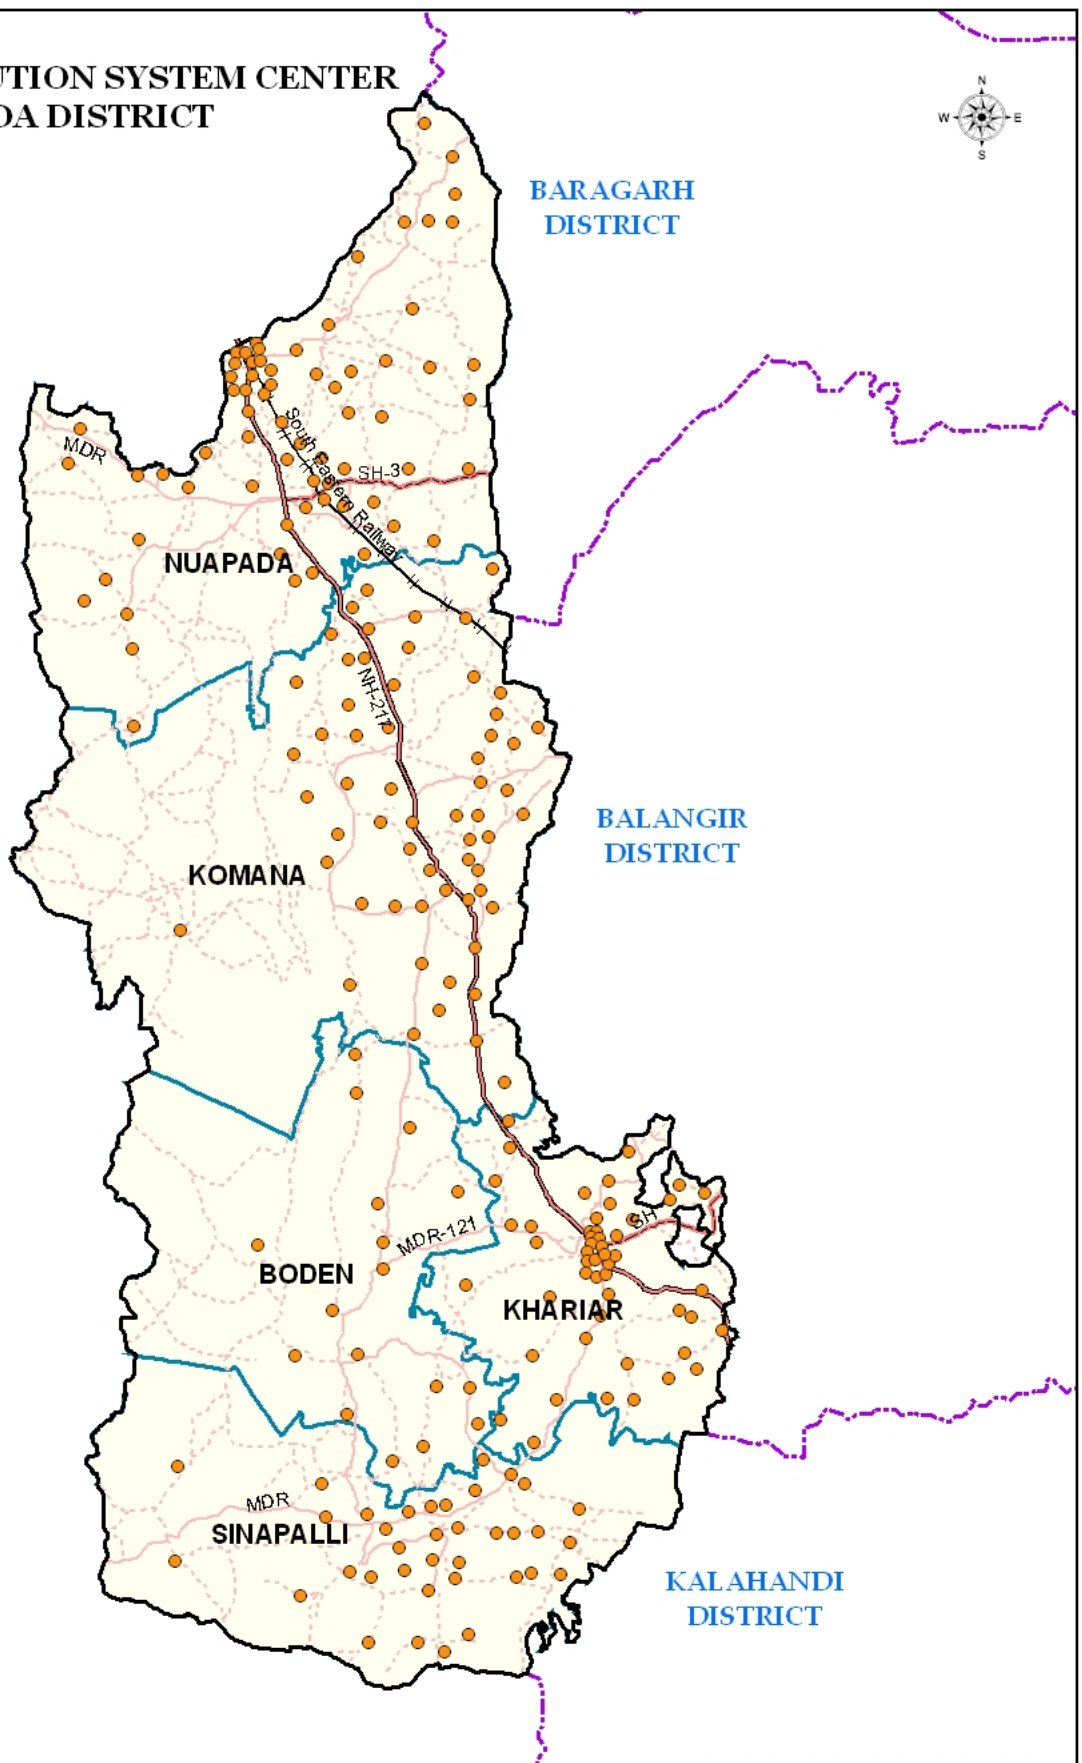 UTION SYSTEM CENTER
DA DISTRICT
N
W E
S
BARAGARH
DISTRICT
South Eastern Railway
MDR
SH-3
NUAPADA
NH-217
BALANGIR
DISTRICT
KOMANA
SH
MDR-121
BODEN
KHARIAR
MDR
SINAPALLI
KALAHANDI
DISTRICT